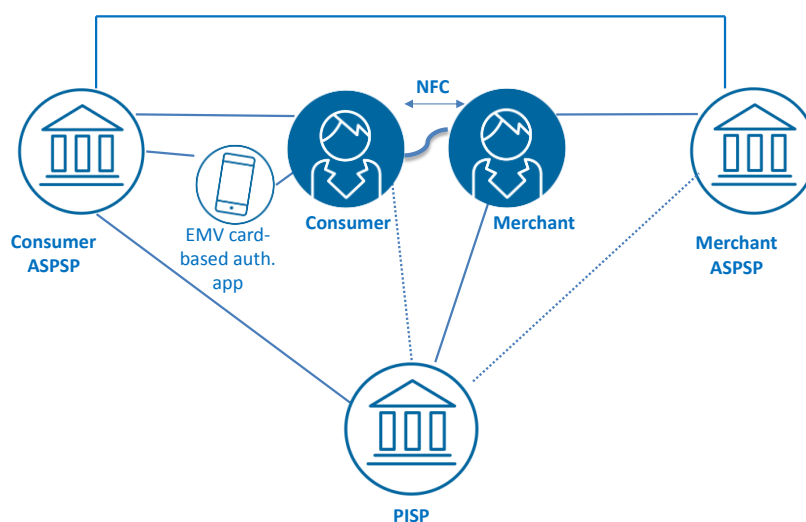 NFC
Consumer
ASPSP
EMV card-
based auth.
app
Consumer
Merchant
Merchant
ASPSP
PISP